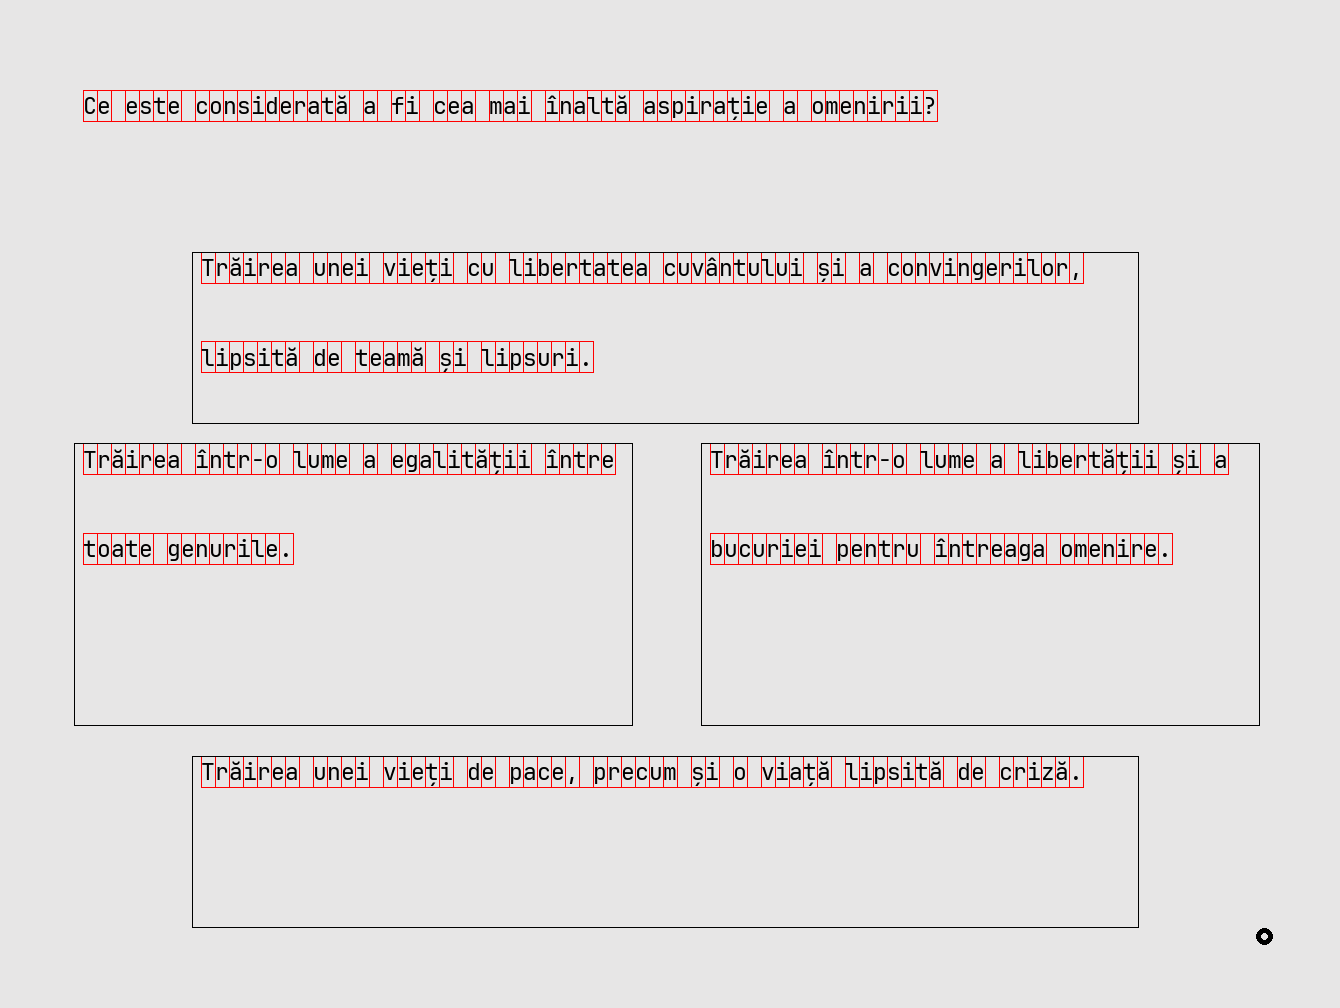 Ce este considerată a fi cea mai înaltă aspirație a omenirii?
Trăirea unei vieți cu libertatea cuvântului și a convingerilor,
lipsită de teamă și lipsuri.
Trăirea într-o lume a egalității între
toate genurile.
Trăirea într-o lume a libertății și a
bucuriei pentru întreaga omenire.
Trăirea unei vieți de pace, precum și o viață lipsită de criză.